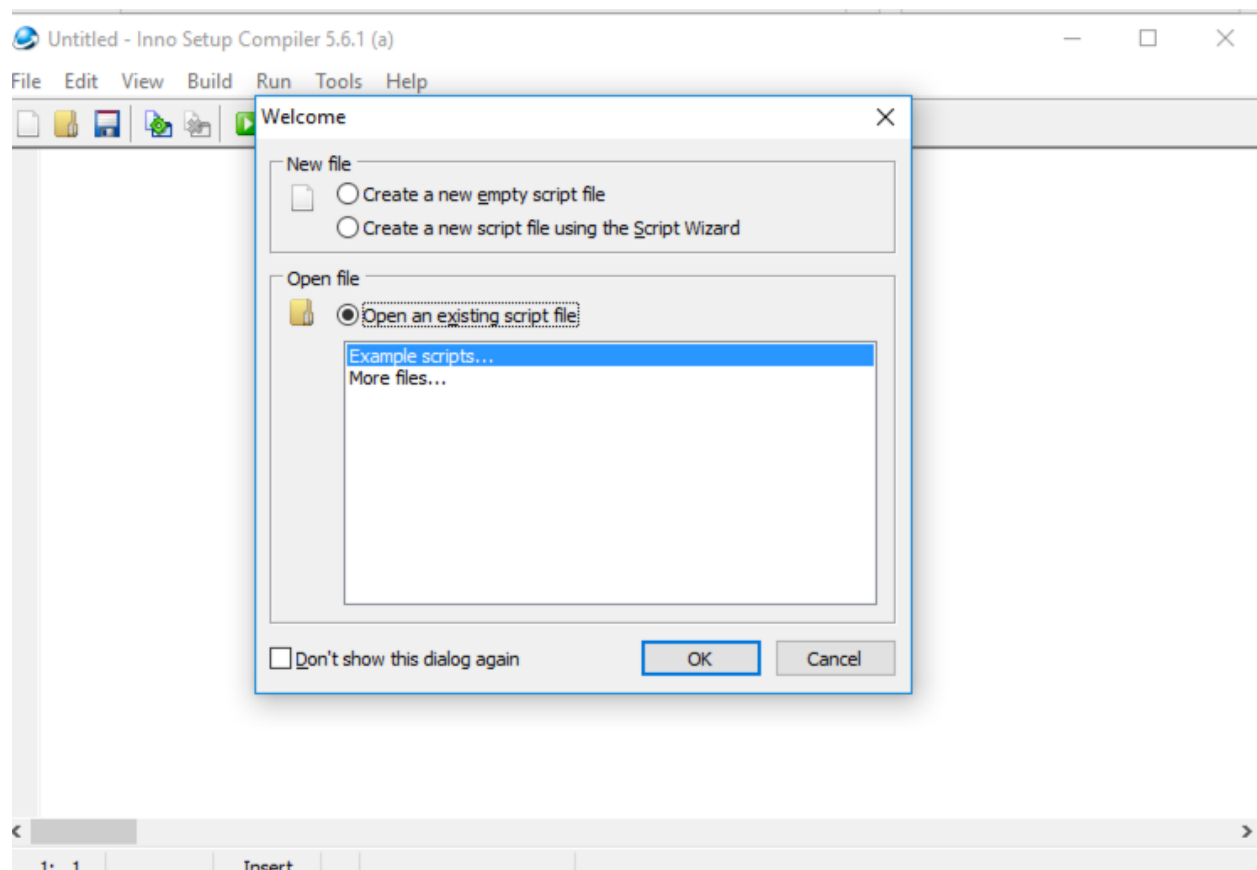 Untitled - Inno Setup Compiler 5.6.1 (a)
File Edit View Build Run Tools Help
Welcome
New file
Create a new empty script file
Create a new script file using the Script Wizard
Open file
Open an existing script file
Example scripts...
More files...
Don't show this dialog again
OK Cancel
1: 1 Insert